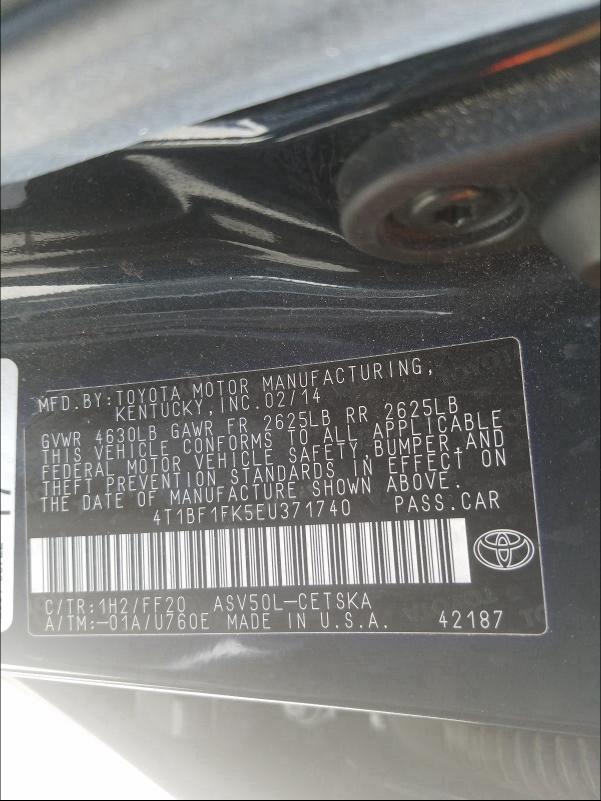 MFD.BY:TOYOTA MOTOR MANUFACTURING,
KENTUCKY,INC.02/14
GVWR 4630LB GAWR FR 2625LB RR 2625LB
THIS VEHICLE CONFORMS TO ALL APPLICABLE
FEDERAL MOTOR VEHICLE SAFETY,BUMPER,AND
THEFT PREVENTION STANDARDS IN EFFECT ON
THE DATE OF MANUFACTURE SHOWN ABOVE.
4T1BF1FK5EU371740 PASS.CAR
C/TR:1H2/FF20 ASV50L-CETSKA
A/TM:-01A/U760E MADE IN U.S.A. 42187